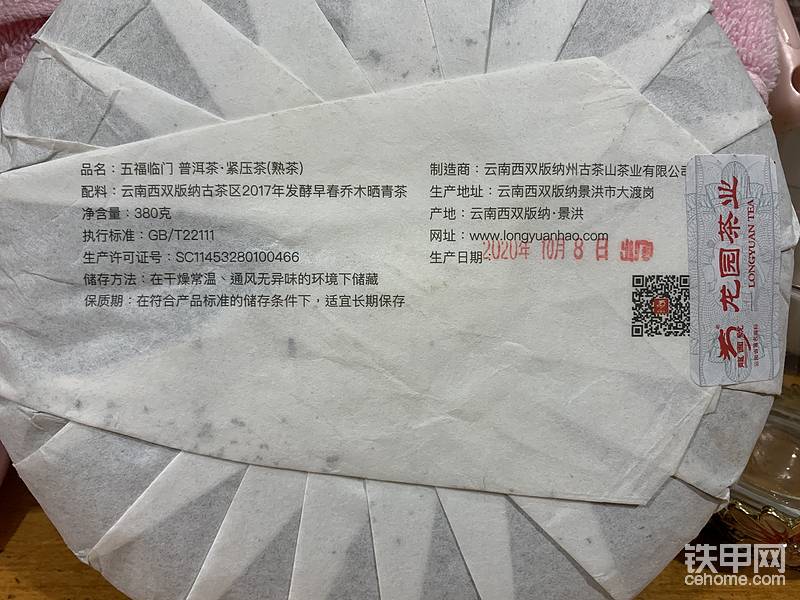 品名：五福临门 普洱茶·紧压茶(熟茶)
配料：云南西双版纳古茶区2017年发酵早春乔木晒青茶
净含量：380克
执行标准：GB/T22111
生产许可证号：SC11453280100466
储存方法：在干燥常温、通风无异味的环境下储藏
保质期：在符合产品标准的储存条件下，适宜长期保存
制造商：云南西双版纳州古茶山茶业有限公司
生产地址：云南西双版纳景洪市大渡岗
产地：云南西双版纳·景洪
网址：www.longyuanhao.com
生产日期
2020年 10月 8 日
龙园茶业
LONGYUAN TEA
龍園號
铁甲网
cehome.com